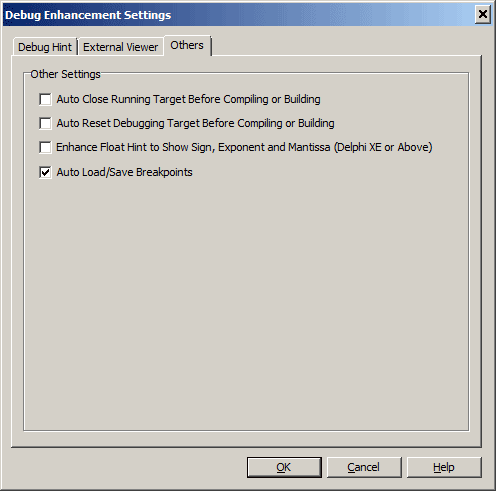 Debug Enhancement Settings
Debug Hint External Viewer Others
Other Settings
Auto Close Running Target Before Compiling or Building
Auto Reset Debugging Target Before Compiling or Building
Enhance Float Hint to Show Sign, Exponent and Mantissa (Delphi XE or Above)
Auto Load/Save Breakpoints
OK Cancel Help